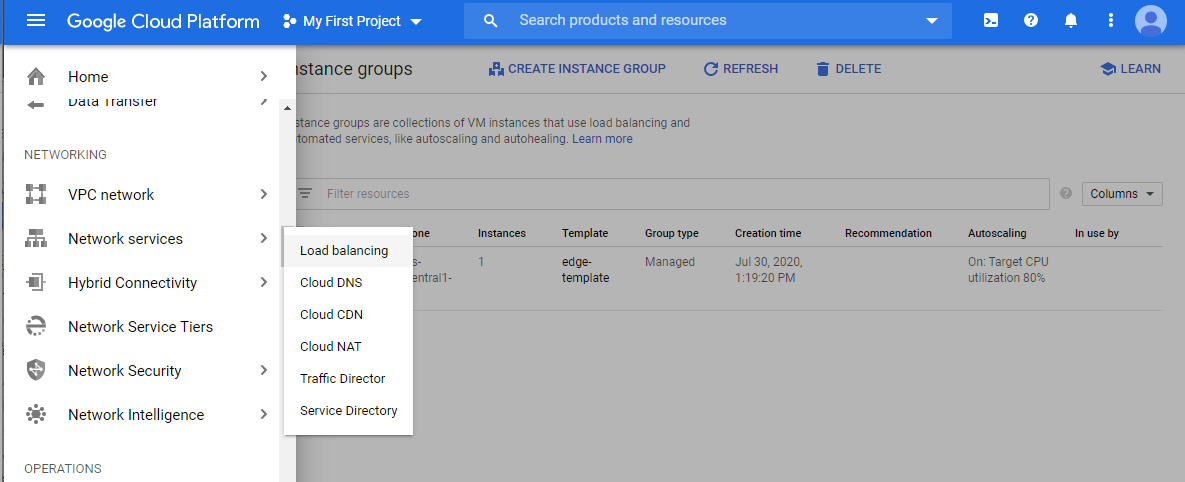 Google Cloud Platform
My First Project
Search products and resources
Home
Data Transfer
NETWORKING
VPC network
Network services
Hybrid Connectivity
Network Service Tiers
Network Security
Network Intelligence
OPERATIONS
Load balancing
Cloud DNS
Cloud CDN
Cloud NAT
Traffic Director
Service Directory
nstance groups
CREATE INSTANCE GROUP
REFRESH
DELETE
LEARN
stance groups are collections of VM instances that use load balancing and
utomated services, like autoscaling and autohealing. Learn more
Filter resources
Columns
one
Instances
Template
Group type
Creation time
Recommendation
Autoscaling
In use by
s-
entral1-
1
edge-
template
Managed
Jul 30, 2020,
1:19:20 PM
On: Target CPU
utilization 80%